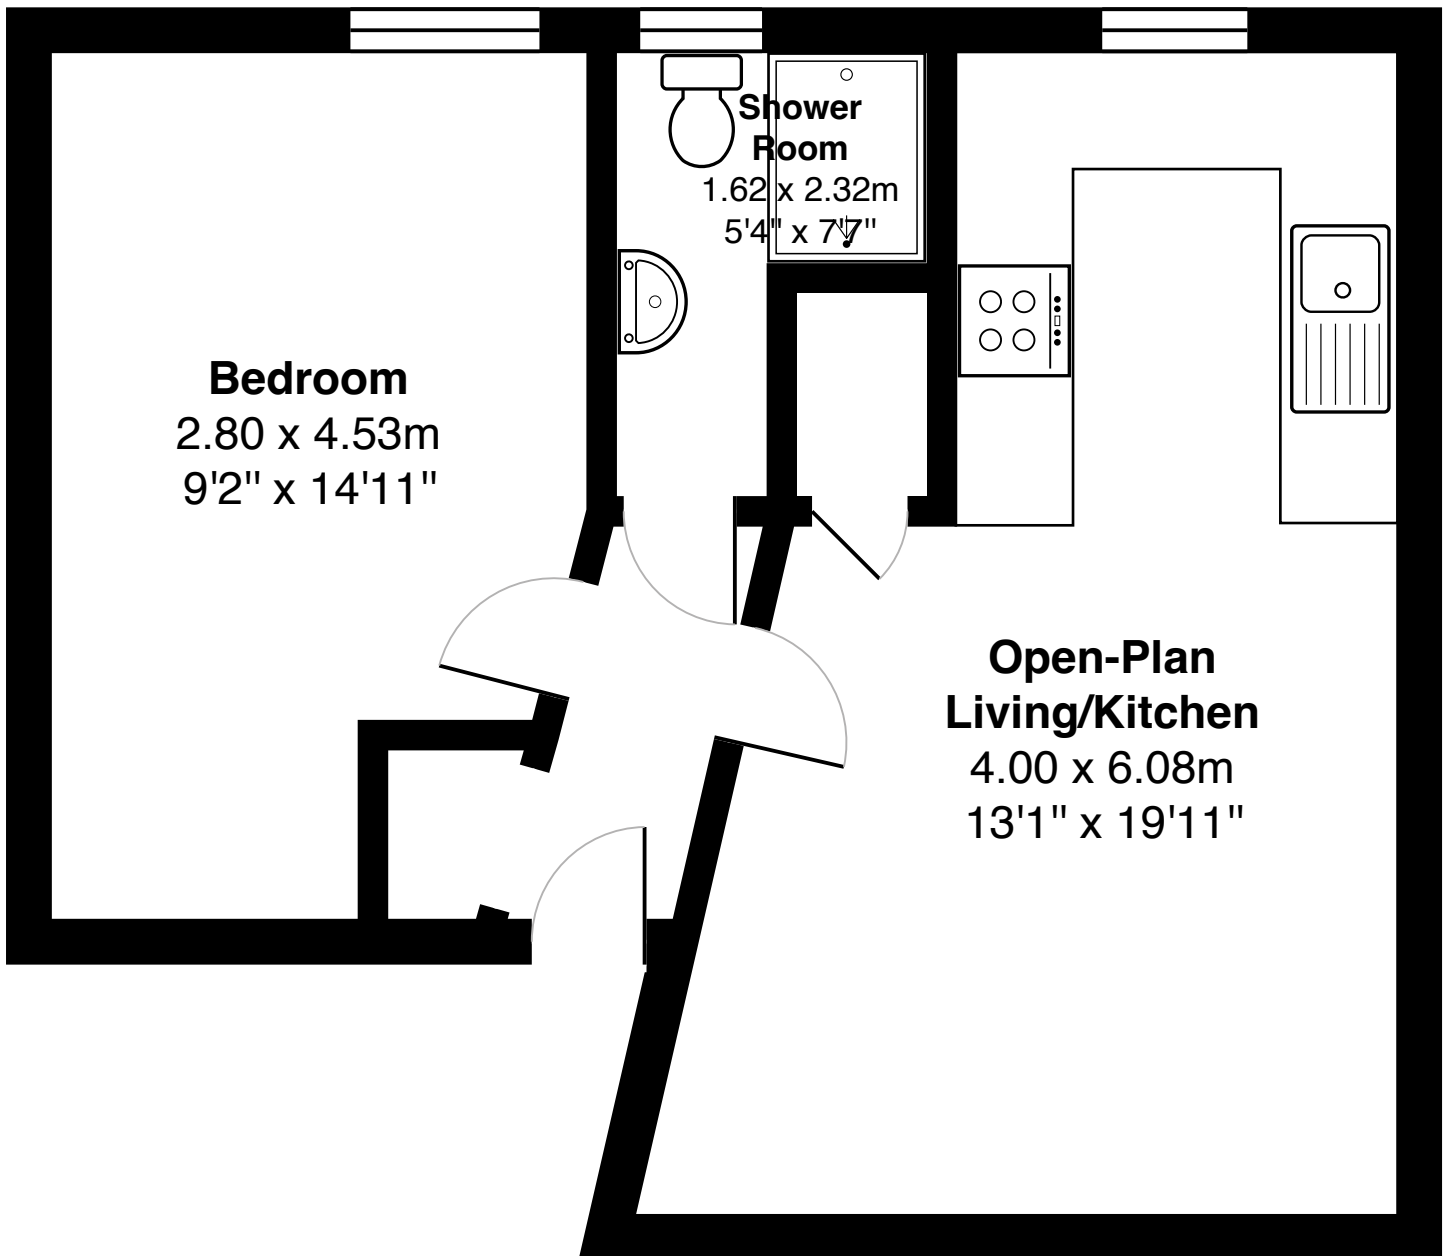 Shower
Room
1.62 x 2.32m
5'4" x 7'7"
Bedroom
2.80 x 4.53m
9'2" x 14'11"
Open-Plan
Living/Kitchen
4.00 x 6.08m
13'1" x 19'11"